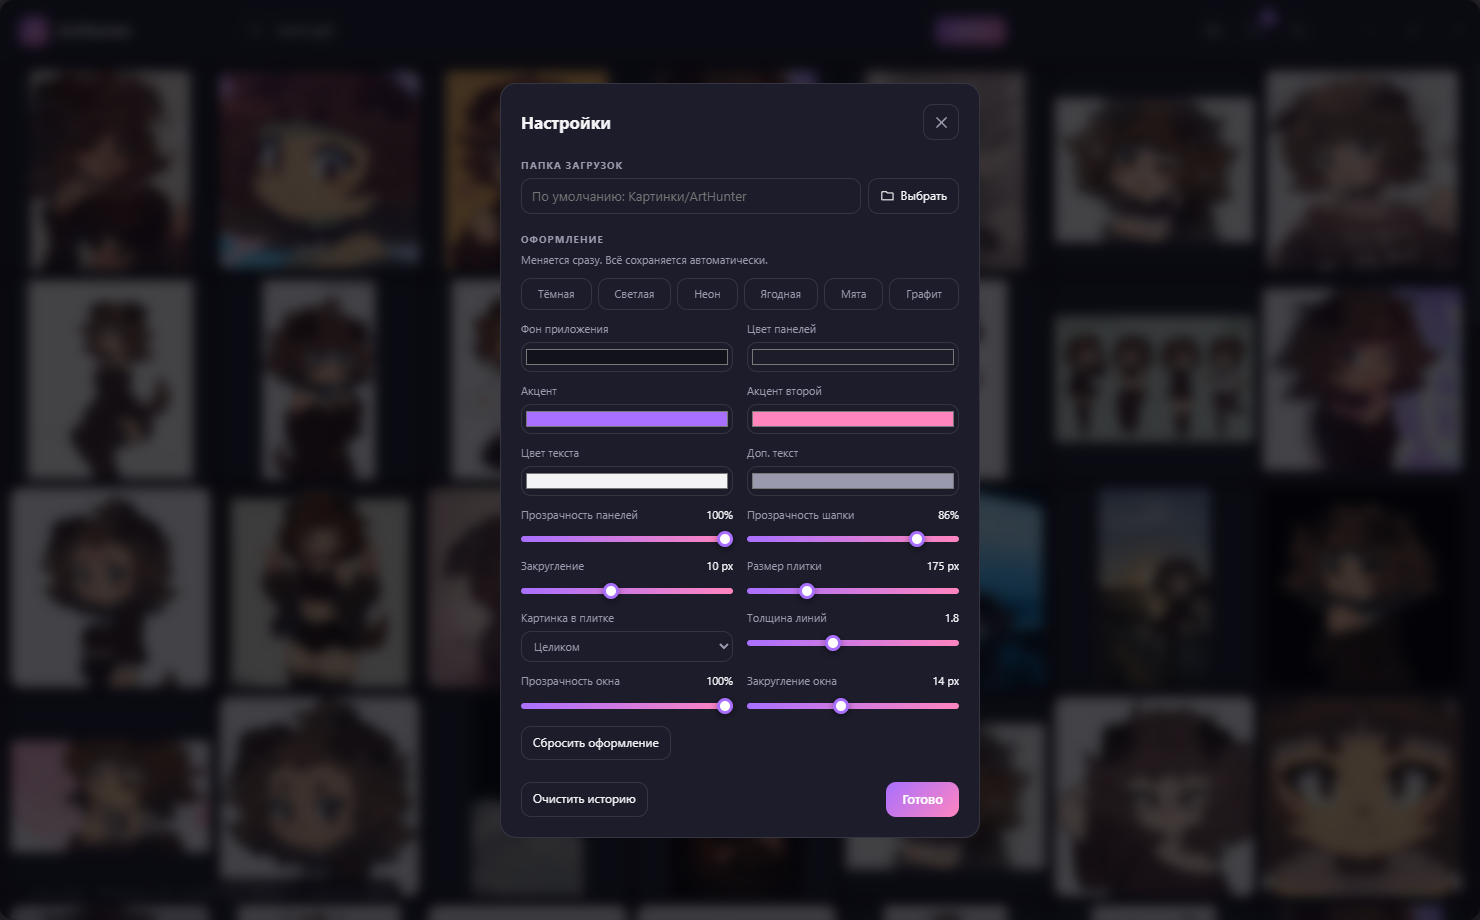 Настройки
ПАПКА ЗАГРУЗОК
По умолчанию: Картинки/ArtHunter
Выбрать
ОФОРМЛЕНИЕ
Меняется сразу. Всё сохраняется автоматически.
Тёмная Светлая Неон Ягодная Мята Графит
Фон приложения Цвет панелей
Акцент Акцент второй
Цвет текста Доп. текст
Прозрачность панелей 100% Прозрачность шапки 86%
Закругление 10 px Размер плитки 175 px
Картинка в плитке Толщина линий 1.8
Целиком
Прозрачность окна 100% Закругление окна 14 px
Сбросить оформление
Очистить историю Готово